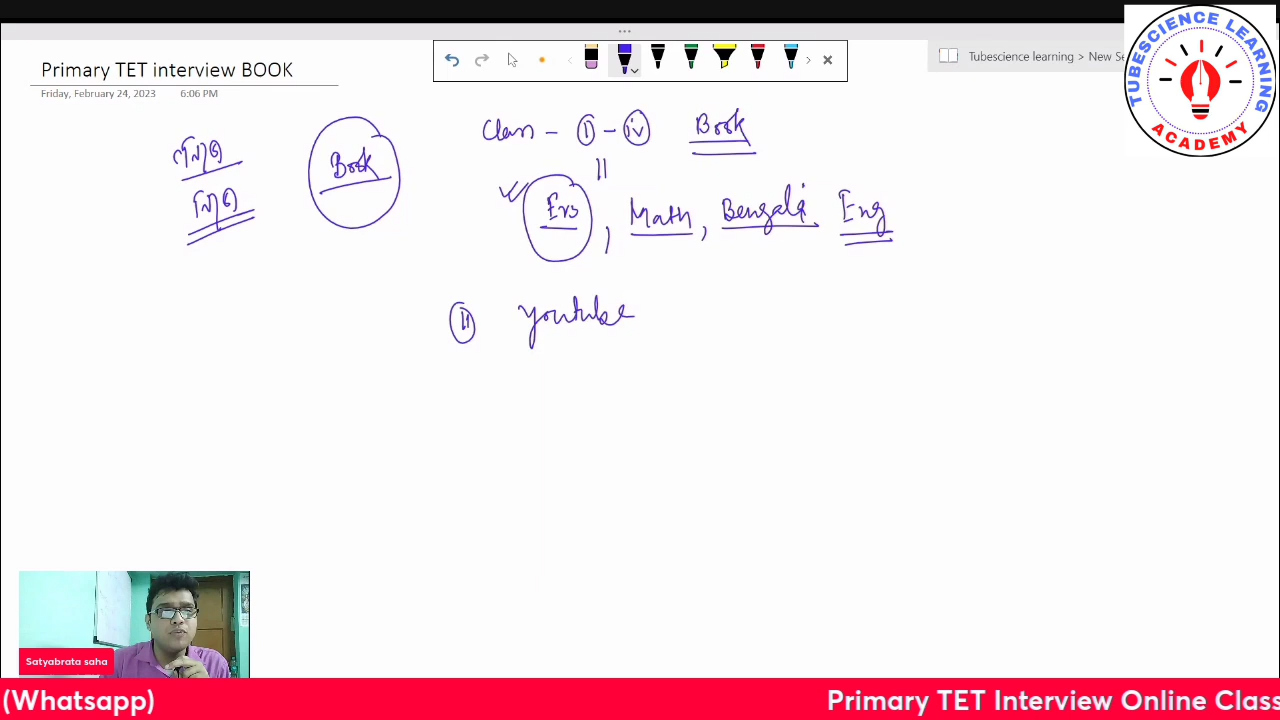 Primary TET interview BOOK
Friday, February 24, 2023 6:06 PM
Tubescience learning > New Se
TUBESCIENCE LEARNING
ACADEMY
Class - i - iv Book
Book
Evs, Math, Bengali, Eng
ii youtube
Satyabrata saha
(Whatsapp) Primary TET Interview Online Class